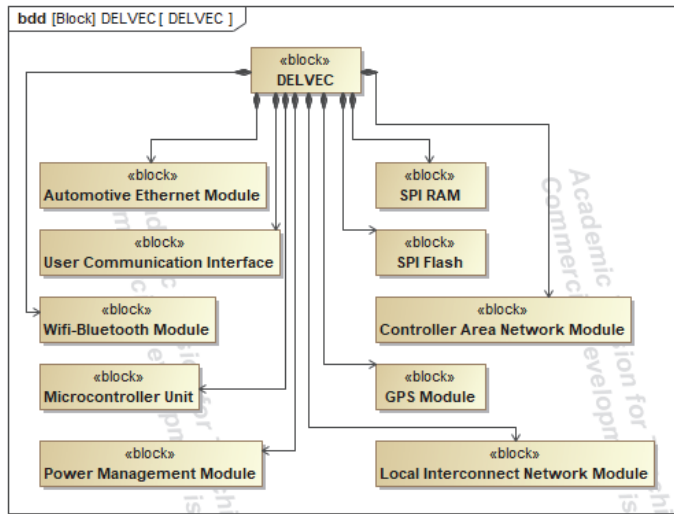 bdd [Block] DELVEC [ DELVEC ]
«block»
DELVEC
«block»
Automotive Ethernet Module
«block»
User Communication Interface
«block»
Wifi-Bluetooth Module
«block»
Microcontroller Unit
«block»
Power Management Module
«block»
SPI RAM
«block»
SPI Flash
«block»
Controller Area Network Module
«block»
GPS Module
«block»
Local Interconnect Network Module
Academic
Commerci